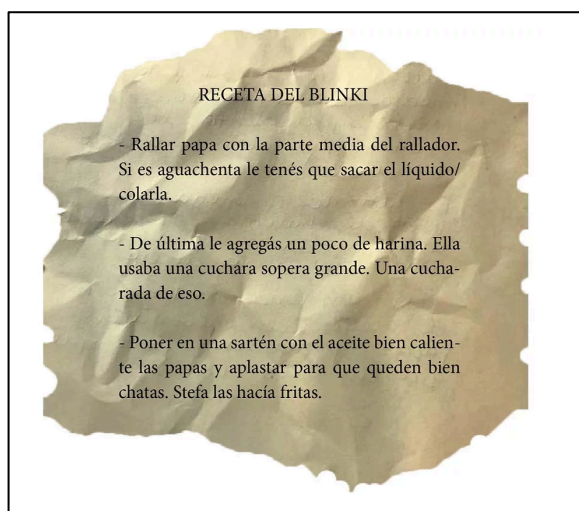 RECETA DEL BLINKI
- Rallar papa con la parte media del rallador.
Si es aguachenta le tenés que sacar el líquido/
colarla.
- De última le agregás un poco de harina. Ella
usaba una cuchara sopera grande. Una cucha-
rada de eso.
- Poner en una sartén con el aceite bien calien-
te las papas y aplastar para que queden bien
chatas. Stefa las hacía fritas.